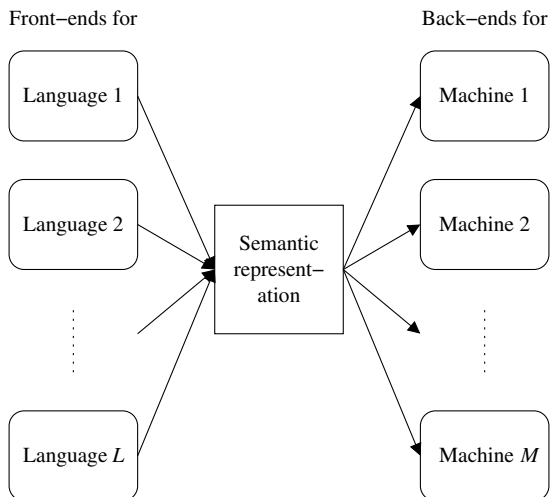 Front−ends for
Back−ends for
Language 1
Machine 1
Language 2
Machine 2
Semantic
represent−
ation
Language L
Machine M